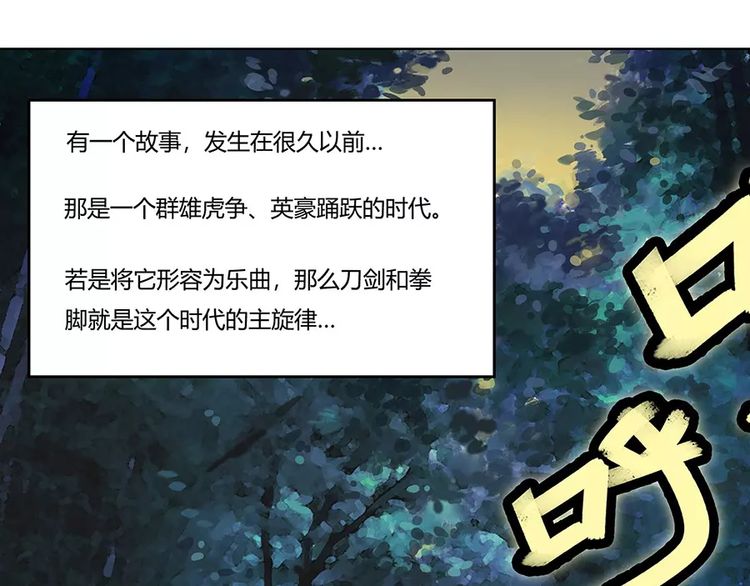 有一个故事，发生在很久以前...
那是一个群雄虎争、英豪踊跃的时代。
若是将它形容为乐曲，那么刀剑和拳
脚就是这个时代的主旋律...
呼